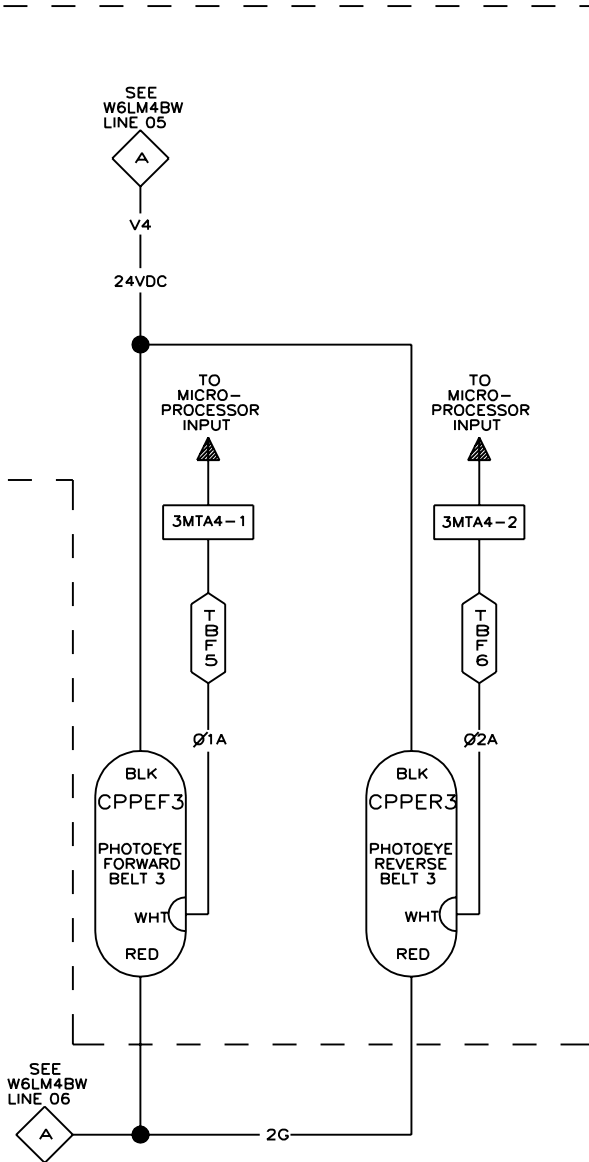 SEE
W6LM4BW
LINE 05
A
V4
24VDC
TO
MICRO-
PROCESSOR
INPUT
3MTA4-1
TBF5
Ø1A
TO
MICRO-
PROCESSOR
INPUT
3MTA4-2
TBF6
Ø2A
BLK
CPPEF3
PHOTOEYE
FORWARD
BELT 3
WHT
RED
BLK
CPPER3
PHOTOEYE
REVERSE
BELT 3
WHT
RED
SEE
W6LM4BW
LINE 06
A
2G